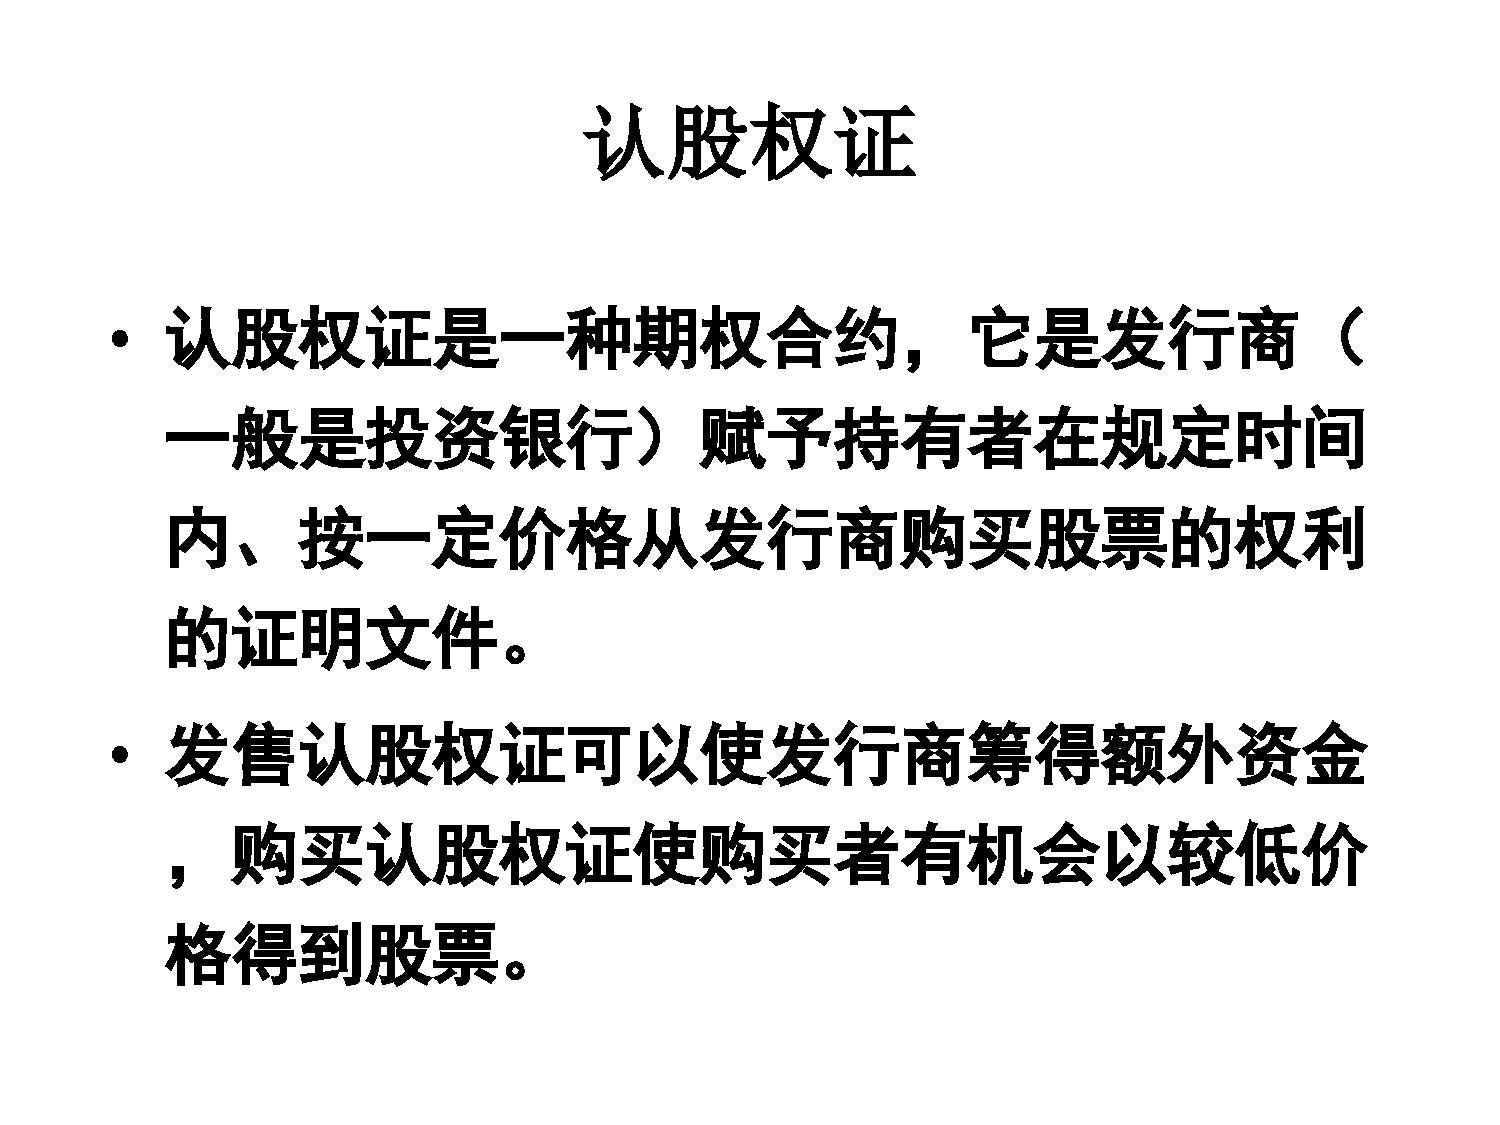 认股权证
• 认股权证是一种期权合约，它是发行商（
一般是投资银行）赋予持有者在规定时间
内、按一定价格从发行商购买股票的权利
的证明文件。
• 发售认股权证可以使发行商筹得额外资金
，购买认股权证使购买者有机会以较低价
格得到股票。